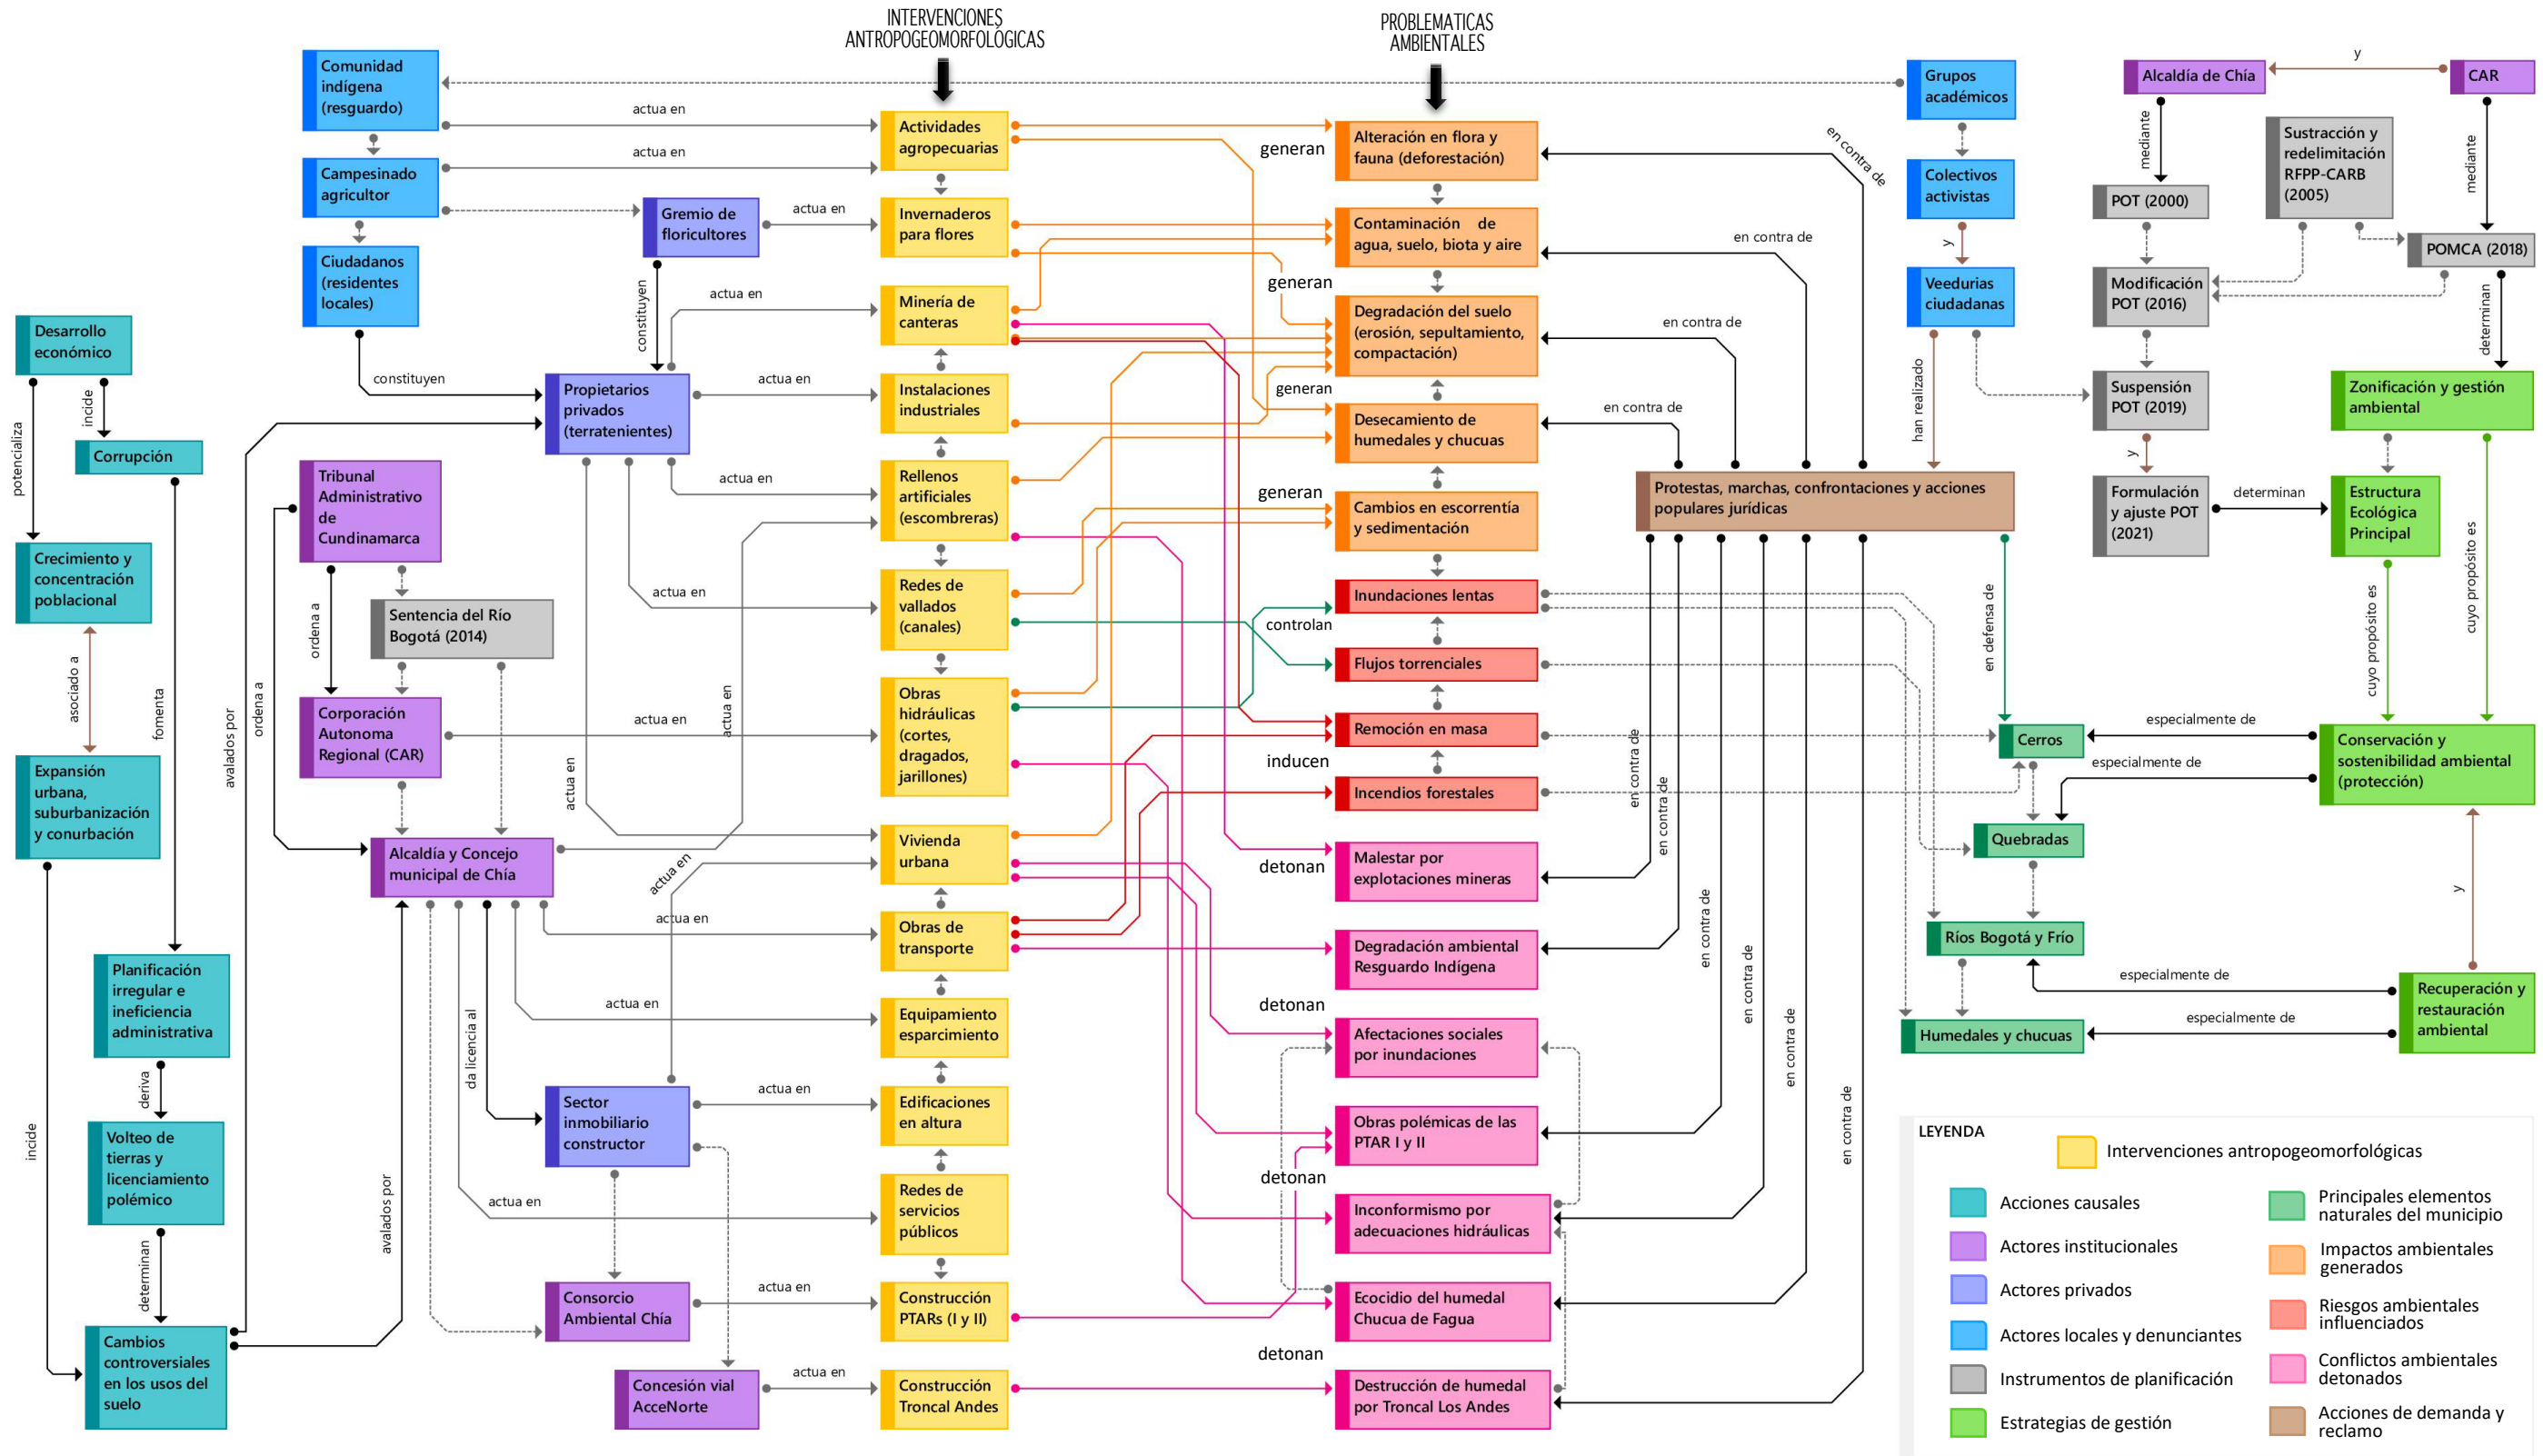 INTERVENCIONES
ANTROPOGEOMORFOLÓGICAS
PROBLEMATICAS
AMBIENTALES
Comunidad
indígena
(resguardo)
actua en
Campesinado
agricultor
actua en
Ciudadanos
(residentes
locales)
constituyen
Gremio de
floricultores
actua en
constituyen
actua en
Propietarios
privados
(terratenientes)
actua en
actua en
actua en
actua en
Desarrollo
económico
potencializa
incide
Corrupción
Crecimiento y
concentración
poblacional
asociado a
fomenta
Expansión
urbana,
suburbanización
y conurbación
incide
Planificación
irregular e
ineficiencia
administrativa
deriva
Volteo de
tierras y
licenciamiento
polémico
determinan
Cambios
controversiales
en los usos del
suelo
avalados por
avalados por
Tribunal
Administrativo
de
Cundinamarca
ordena a
ordena a
Sentencia del Río
Bogotá (2014)
Corporación
Autonoma
Regional (CAR)
actua en
Alcaldía y Concejo
municipal de Chía
actua en
actua en
actua en
actua en
actua en
da licencia al
Sector
inmobiliario
constructor
actua en
Consorcio
Ambiental Chía
actua en
Concesión vial
AcceNorte
actua en
Actividades
agropecuarias
Invernaderos
para flores
Minería de
canteras
Instalaciones
industriales
Rellenos
artificiales
(escombreras)
Redes de
vallados
(canales)
Obras
hidráulicas
(cortes,
dragados,
jarillones)
Vivienda
urbana
Obras de
transporte
Equipamiento
esparcimiento
Edificaciones
en altura
Redes de
servicios
públicos
Construcción
PTARs (I y II)
Construcción
Troncal Andes
generan
generan
generan
generan
controlan
inducen
detonan
detonan
detonan
detonan
Alteración en flora y
fauna (deforestación)
Contaminación de
agua, suelo, biota y aire
Degradación del suelo
(erosión, sepultamiento,
compactación)
Desecamiento de
humedales y chucuas
Cambios en escorrentía
y sedimentación
Inundaciones lentas
Flujos torrenciales
Remoción en masa
Incendios forestales
Malestar por
explotaciones mineras
Degradación ambiental
Resguardo Indígena
Afectaciones sociales
por inundaciones
Obras polémicas de las
PTAR I y II
Inconformismo por
adecuaciones hidráulicas
Ecocidio del humedal
Chucua de Fagua
Destrucción de humedal
por Troncal Los Andes
en contra de
en contra de
en contra de
en contra de
en contra de
en contra de
en contra de
en contra de
en contra de
en contra de
Grupos
académicos
Colectivos
activistas
y
Veedurias
ciudadanas
han realizado
Protestas, marchas, confrontaciones y acciones
populares jurídicas
en defensa de
Cerros
Quebradas
Ríos Bogotá y Frío
Humedales y chucuas
Alcaldía de Chía
y
CAR
mediante
mediante
Sustracción y
redelimitación
RFPP-CARB
(2005)
POT (2000)
POMCA (2018)
Modificación
POT (2016)
determinan
Suspensión
POT (2019)
y
Zonificación y gestión
ambiental
Formulación
y ajuste POT
(2021)
determinan
Estructura
Ecológica
Principal
cuyo propósito es
cuyo propósito es
Conservación y
sostenibilidad ambiental
(protección)
especialmente de
especialmente de
y
Recuperación y
restauración
ambiental
especialmente de
especialmente de
LEYENDA
Intervenciones antropogeomorfológicas
Acciones causales
Actores institucionales
Actores privados
Actores locales y denunciantes
Instrumentos de planificación
Estrategias de gestión
Principales elementos
naturales del municipio
Impactos ambientales
generados
Riesgos ambientales
influenciados
Conflictos ambientales
detonados
Acciones de demanda y
reclamo